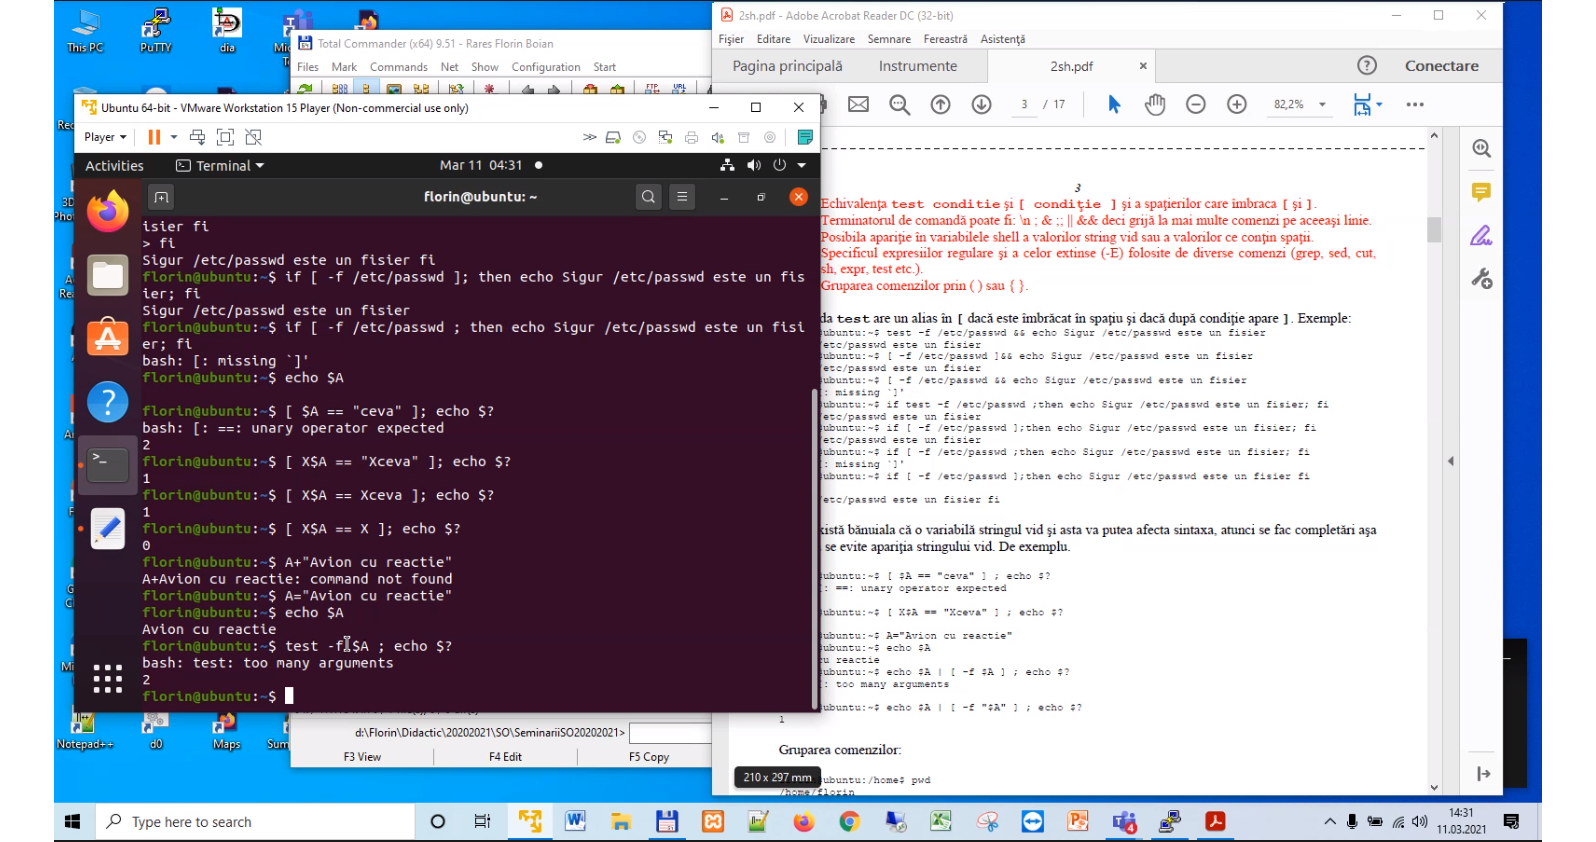 This PC
PuTTY
dia
Total Commander (x64) 9.51 - Rares Florin Boian
Files Mark Commands Net Show Configuration Start
Ubuntu 64-bit - VMware Workstation 15 Player (Non-commercial use only)
Player
Activities
Terminal
Mar 11 04:31
florin@ubuntu: ~
isier fi
> fi
Sigur /etc/passwd este un fisier fi
florin@ubuntu:~$ if [ -f /etc/passwd ]; then echo Sigur /etc/passwd este un fis
ier; fi
Sigur /etc/passwd este un fisier
florin@ubuntu:~$ if [ -f /etc/passwd ; then echo Sigur /etc/passwd este un fisi
er; fi
bash: [: missing `]'
florin@ubuntu:~$ echo $A
florin@ubuntu:~$ [ $A == "ceva" ]; echo $?
bash: [: ==: unary operator expected
2
florin@ubuntu:~$ [ X$A == "Xceva" ]; echo $?
1
florin@ubuntu:~$ [ X$A == Xceva ]; echo $?
1
florin@ubuntu:~$ [ X$A == X ]; echo $?
0
florin@ubuntu:~$ A+"Avion cu reactie"
A+Avion cu reactie: command not found
florin@ubuntu:~$ A="Avion cu reactie"
florin@ubuntu:~$ echo $A
Avion cu reactie
florin@ubuntu:~$ test -f $A ; echo $?
bash: test: too many arguments
2
florin@ubuntu:~$
d:\Florin\Didactic\20202021\SO\SeminariiSO20202021>
F3 View
F4 Edit
F5 Copy
Notepad++
d0
Maps
2sh.pdf - Adobe Acrobat Reader DC (32-bit)
Fișier Editare Vizualizare Semnare Fereastră Asistență
Pagina principală
Instrumente
2sh.pdf
Conectare
3 / 17
82,2%
3
Echivalența test conditie și [ condiție ] și a spațierilor care îmbraca [ și ].
Terminatorul de comandă poate fi: \n ; & ;; || && deci grijă la mai multe comenzi pe aceeași linie.
Posibila apariție în variabilele shell a valorilor string vid sau a valorilor ce conțin spații.
Specificul expresiilor regulare și a celor extinse (-E) folosite de diverse comenzi (grep, sed, cut,
sh, expr, test etc.).
Gruparea comenzilor prin ( ) sau { }.
da test are un alias în [ dacă este îmbrăcat în spațiu și dacă după condiție apare ]. Exemple:
ubuntu:~$ test -f /etc/passwd && echo Sigur /etc/passwd este un fisier
etc/passwd este un fisier
ubuntu:~$ [ -f /etc/passwd ]&& echo Sigur /etc/passwd este un fisier
etc/passwd este un fisier
ubuntu:~$ [ -f /etc/passwd && echo Sigur /etc/passwd este un fisier
[: missing `]'
ubuntu:~$ if test -f /etc/passwd ;then echo Sigur /etc/passwd este un fisier; fi
etc/passwd este un fisier
ubuntu:~$ if [ -f /etc/passwd ];then echo Sigur /etc/passwd este un fisier; fi
etc/passwd este un fisier
ubuntu:~$ if [ -f /etc/passwd ;then echo Sigur /etc/passwd este un fisier; fi
[: missing `]'
ubuntu:~$ if [ -f /etc/passwd ];then echo Sigur /etc/passwd este un fisier fi
etc/passwd este un fisier fi
xistă bănuiala că o variabilă stringul vid și asta va putea afecta sintaxa, atunci se fac completări așa
se evite apariția stringului vid. De exemplu.
ubuntu:~$ [ $A == "ceva" ] ; echo $?
[: ==: unary operator expected
ubuntu:~$ [ X$A == "Xceva" ] ; echo $?
ubuntu:~$ A="Avion cu reactie"
ubuntu:~$ echo $A
cu reactie
ubuntu:~$ echo $A | [ -f $A ] ; echo $?
: too many arguments
ubuntu:~$ echo $A | [ -f "$A" ] ; echo $?
1
Gruparea comenzilor:
ubuntu:/home$ pwd
/home/florin
210 x 297 mm
Type here to search
14:31
11.03.2021